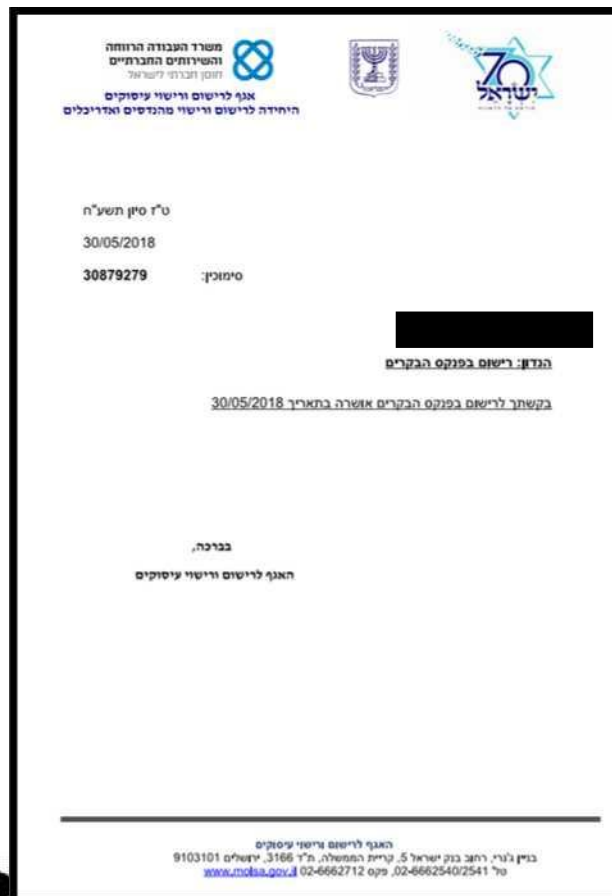 משרד העבודה הרווחה
והשירותים החברתיים
חוסן חברתי לישראל
אגף לרישום ורישוי עיסוקים
היחידה לרישום ורישוי מהנדסים ואדריכלים
70
ישראל
ט"ז סיון תשע"ח
30/05/2018
סימוכין: 30879279
הנדון: רישום בפנקס הבקרים
בקשתך לרישום בפנקס הבקרים אושרה בתאריך 30/05/2018
בברכה,
האגף לרישום ורישוי עיסוקים
האגף לרישום ורישוי עיסוקים
בניין ג'נרי, רחוב בנק ישראל 5, קריית הממשלה, ת"ד 3166, ירושלים 9103101
טל' 02-6662540/2541, פקס 02-6662712 www.molsa.gov.il